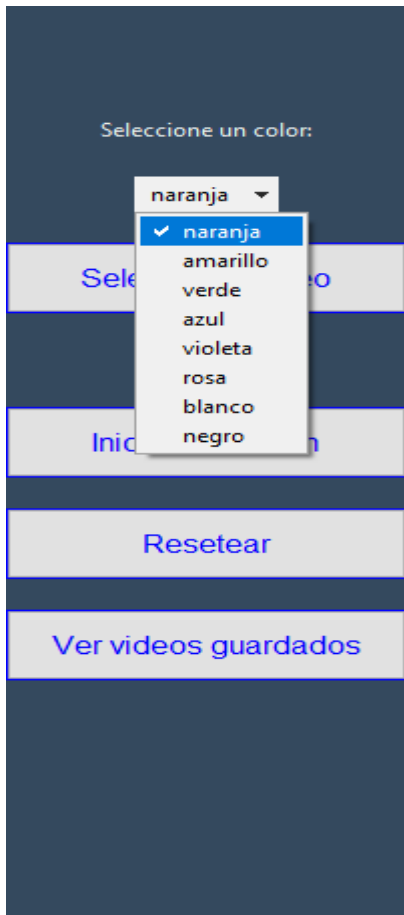 Seleccione un color:
naranja
naranja
amarillo
verde
azul
violeta
rosa
blanco
negro
Resetear
Ver videos guardados